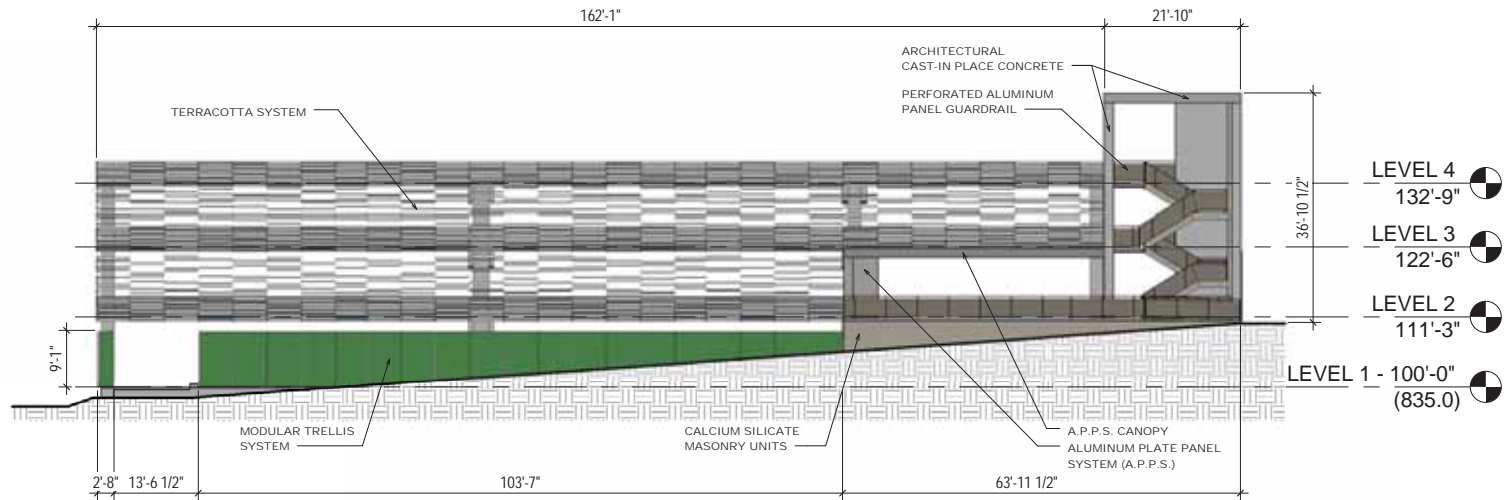 162'-1"
21'-10"
ARCHITECTURAL
CAST-IN PLACE CONCRETE
PERFORATED ALUMINUM
PANEL GUARDRAIL
TERRACOTTA SYSTEM
LEVEL 4
132'-9"
36'-10 1/2"
LEVEL 3
122'-6"
LEVEL 2
111'-3"
9'-1"
LEVEL 1 - 100'-0"
(835.0)
MODULAR TRELLIS
SYSTEM
CALCIUM SILICATE
MASONRY UNITS
A.P.P.S. CANOPY
ALUMINUM PLATE PANEL
SYSTEM (A.P.P.S.)
2'-8"
13'-6 1/2"
103'-7"
63'-11 1/2"